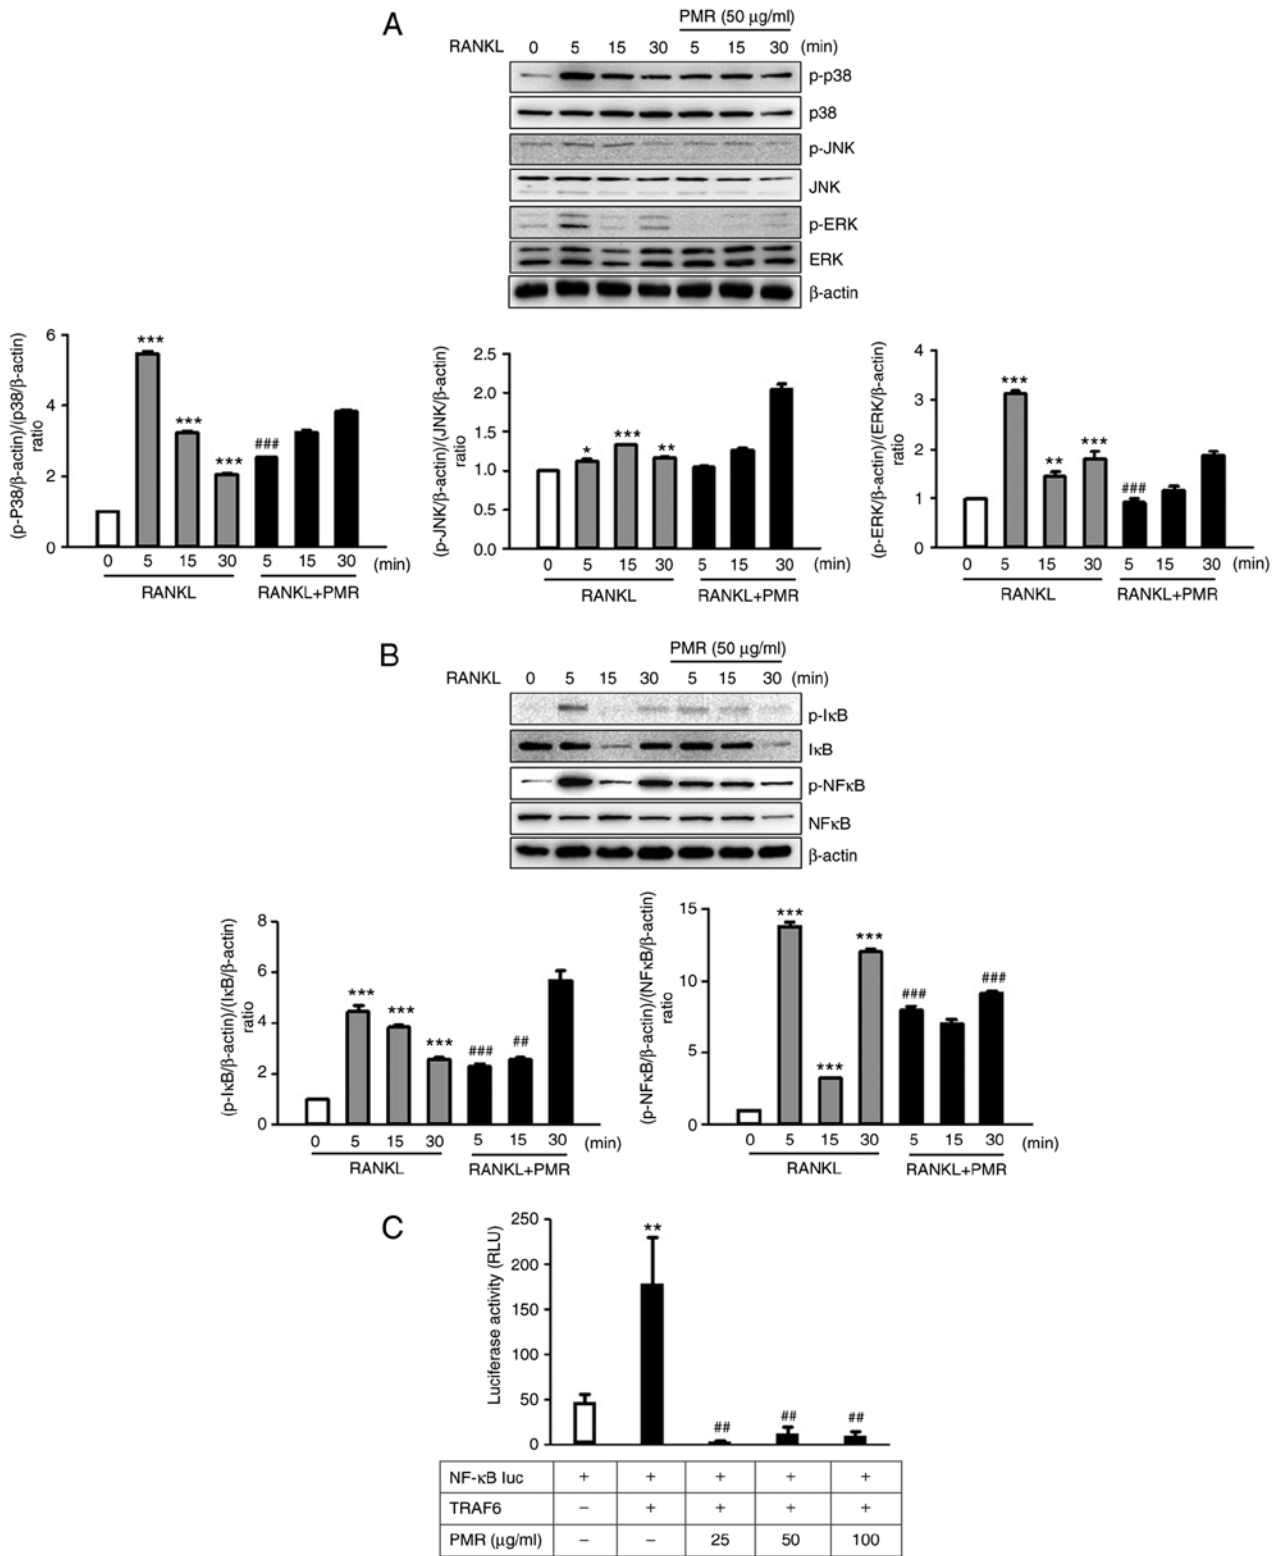 A
PMR (50 µg/ml)
RANKL 0 5 15 30 5 15 30 (min)
p-p38
p38
p-JNK
JNK
p-ERK
ERK
β-actin
(p-P38/β-actin)/(p38/β-actin)
ratio
6
4
2
0
***
***
***
###
0 5 15 30 5 15 30 (min)
RANKL RANKL+PMR
(p-JNK/β-actin)/(JNK/β-actin)
ratio
2.5
2.0
1.5
1.0
0.5
0.0
*
***
**
0 5 15 30 5 15 30 (min)
RANKL RANKL+PMR
(p-ERK/β-actin)/(ERK/β-actin)
ratio
4
3
2
1
0
***
**
***
###
0 5 15 30 5 15 30 (min)
RANKL RANKL+PMR
B
PMR (50 µg/ml)
RANKL 0 5 15 30 5 15 30 (min)
p-IκB
IκB
p-NFκB
NFκB
β-actin
(p-IκB/β-actin)/(IκB/β-actin)
ratio
8
6
4
2
0
***
***
***
###
##
0 5 15 30 5 15 30 (min)
RANKL RANKL+PMR
(p-NFκB/β-actin)/(NFκB/β-actin)
ratio
15
10
5
0
***
***
***
###
###
0 5 15 30 5 15 30 (min)
RANKL RANKL+PMR
C
Luciferase activity (RLU)
250
200
150
100
50
0
**
##
##
##
NF-κB luc + + + + +
TRAF6 − + + + +
PMR (µg/ml) − − 25 50 100